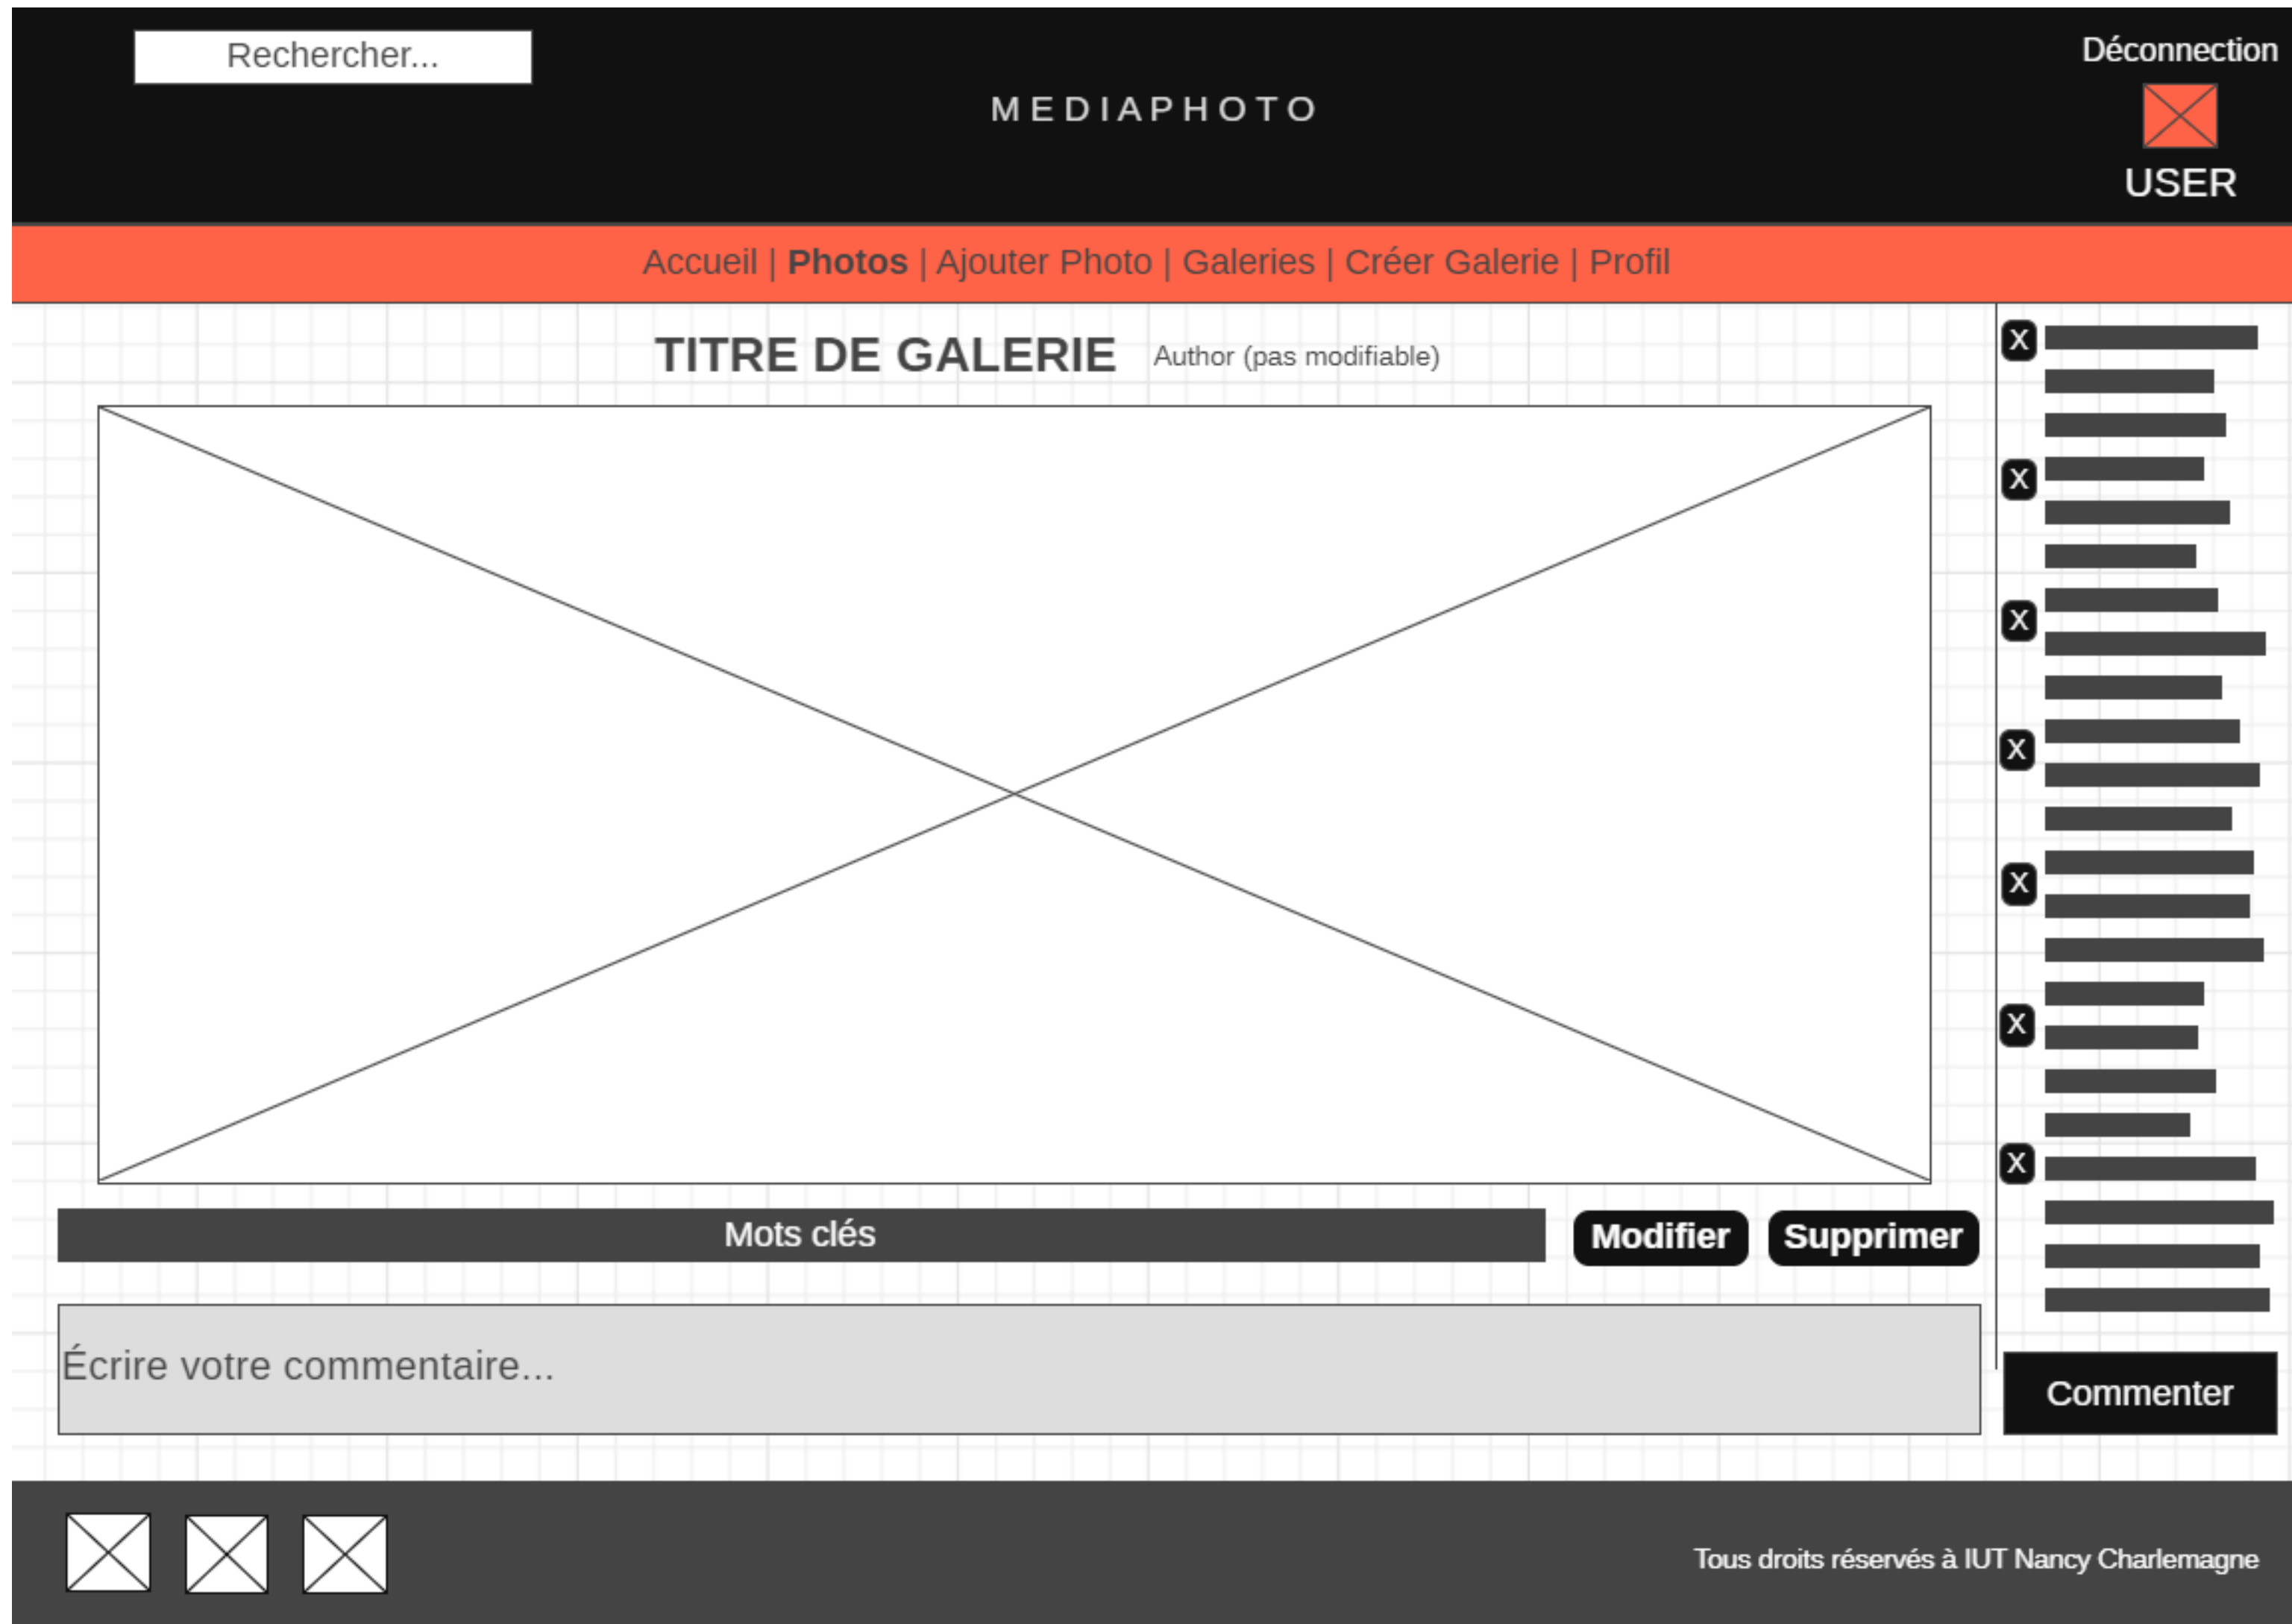 Rechercher...
Déconnection
MEDIAPHOTO
USER
Accueil | Photos | Ajouter Photo | Galeries | Créer Galerie | Profil
TITRE DE GALERIE Author (pas modifiable)
X
X
X
X
X
X
X
Mots clés
Modifier
Supprimer
Écrire votre commentaire...
Commenter
Tous droits réservés à IUT Nancy Charlemagne